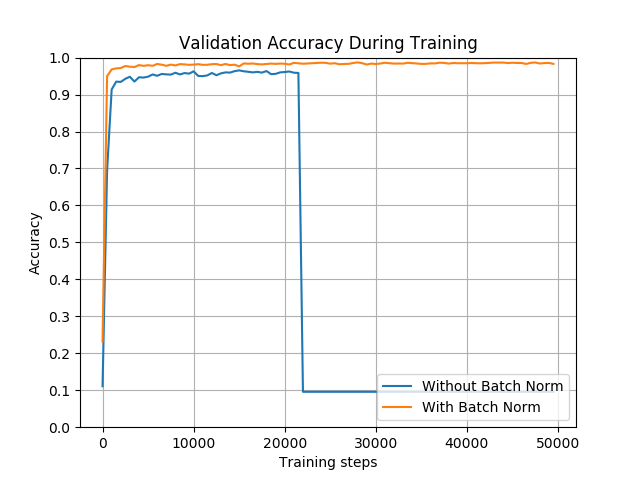 Validation Accuracy During Training
1.0
0.9
0.8
0.7
0.6
0.5
0.4
0.3
0.2
0.1
0.0
Accuracy
Without Batch Norm
With Batch Norm
0 10000 20000 30000 40000 50000
Training steps